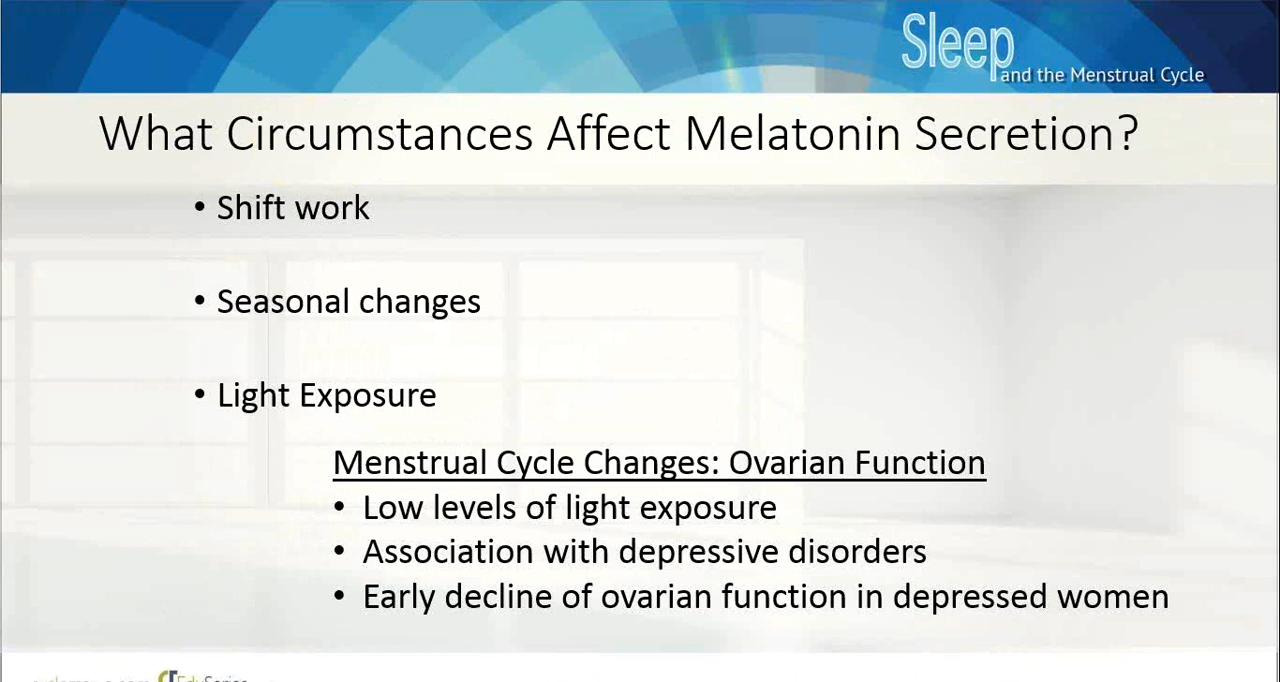 Sleep
and the Menstrual Cycle
What Circumstances Affect Melatonin Secretion?
• Shift work
• Seasonal changes
• Light Exposure
Menstrual Cycle Changes: Ovarian Function
• Low levels of light exposure
• Association with depressive disorders
• Early decline of ovarian function in depressed women